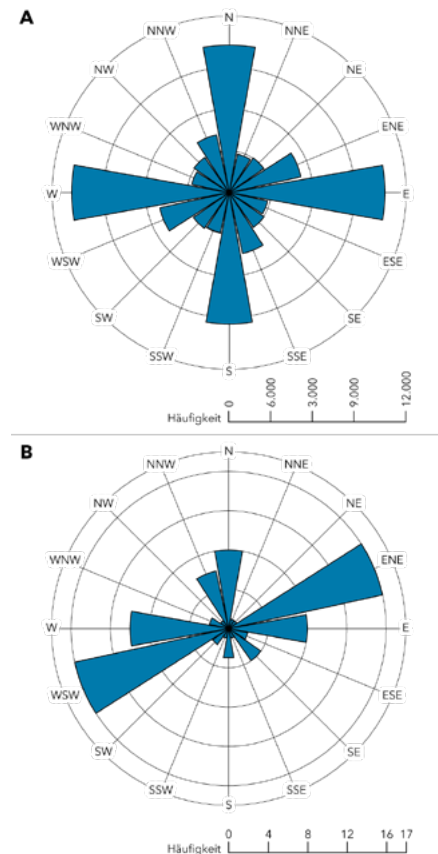 A
N
NNW
NNE
NW
NE
WNW
ENE
W
E
WSW
ESE
SW
SE
SSW
SSE
S
Häufigkeit
0
6.000
3.000
9.000
12.000
B
N
NNW
NNE
NW
NE
WNW
ENE
W
E
WSW
ESE
SW
SE
SSW
SSE
S
0 4 8 12 16 17
Häufigkeit